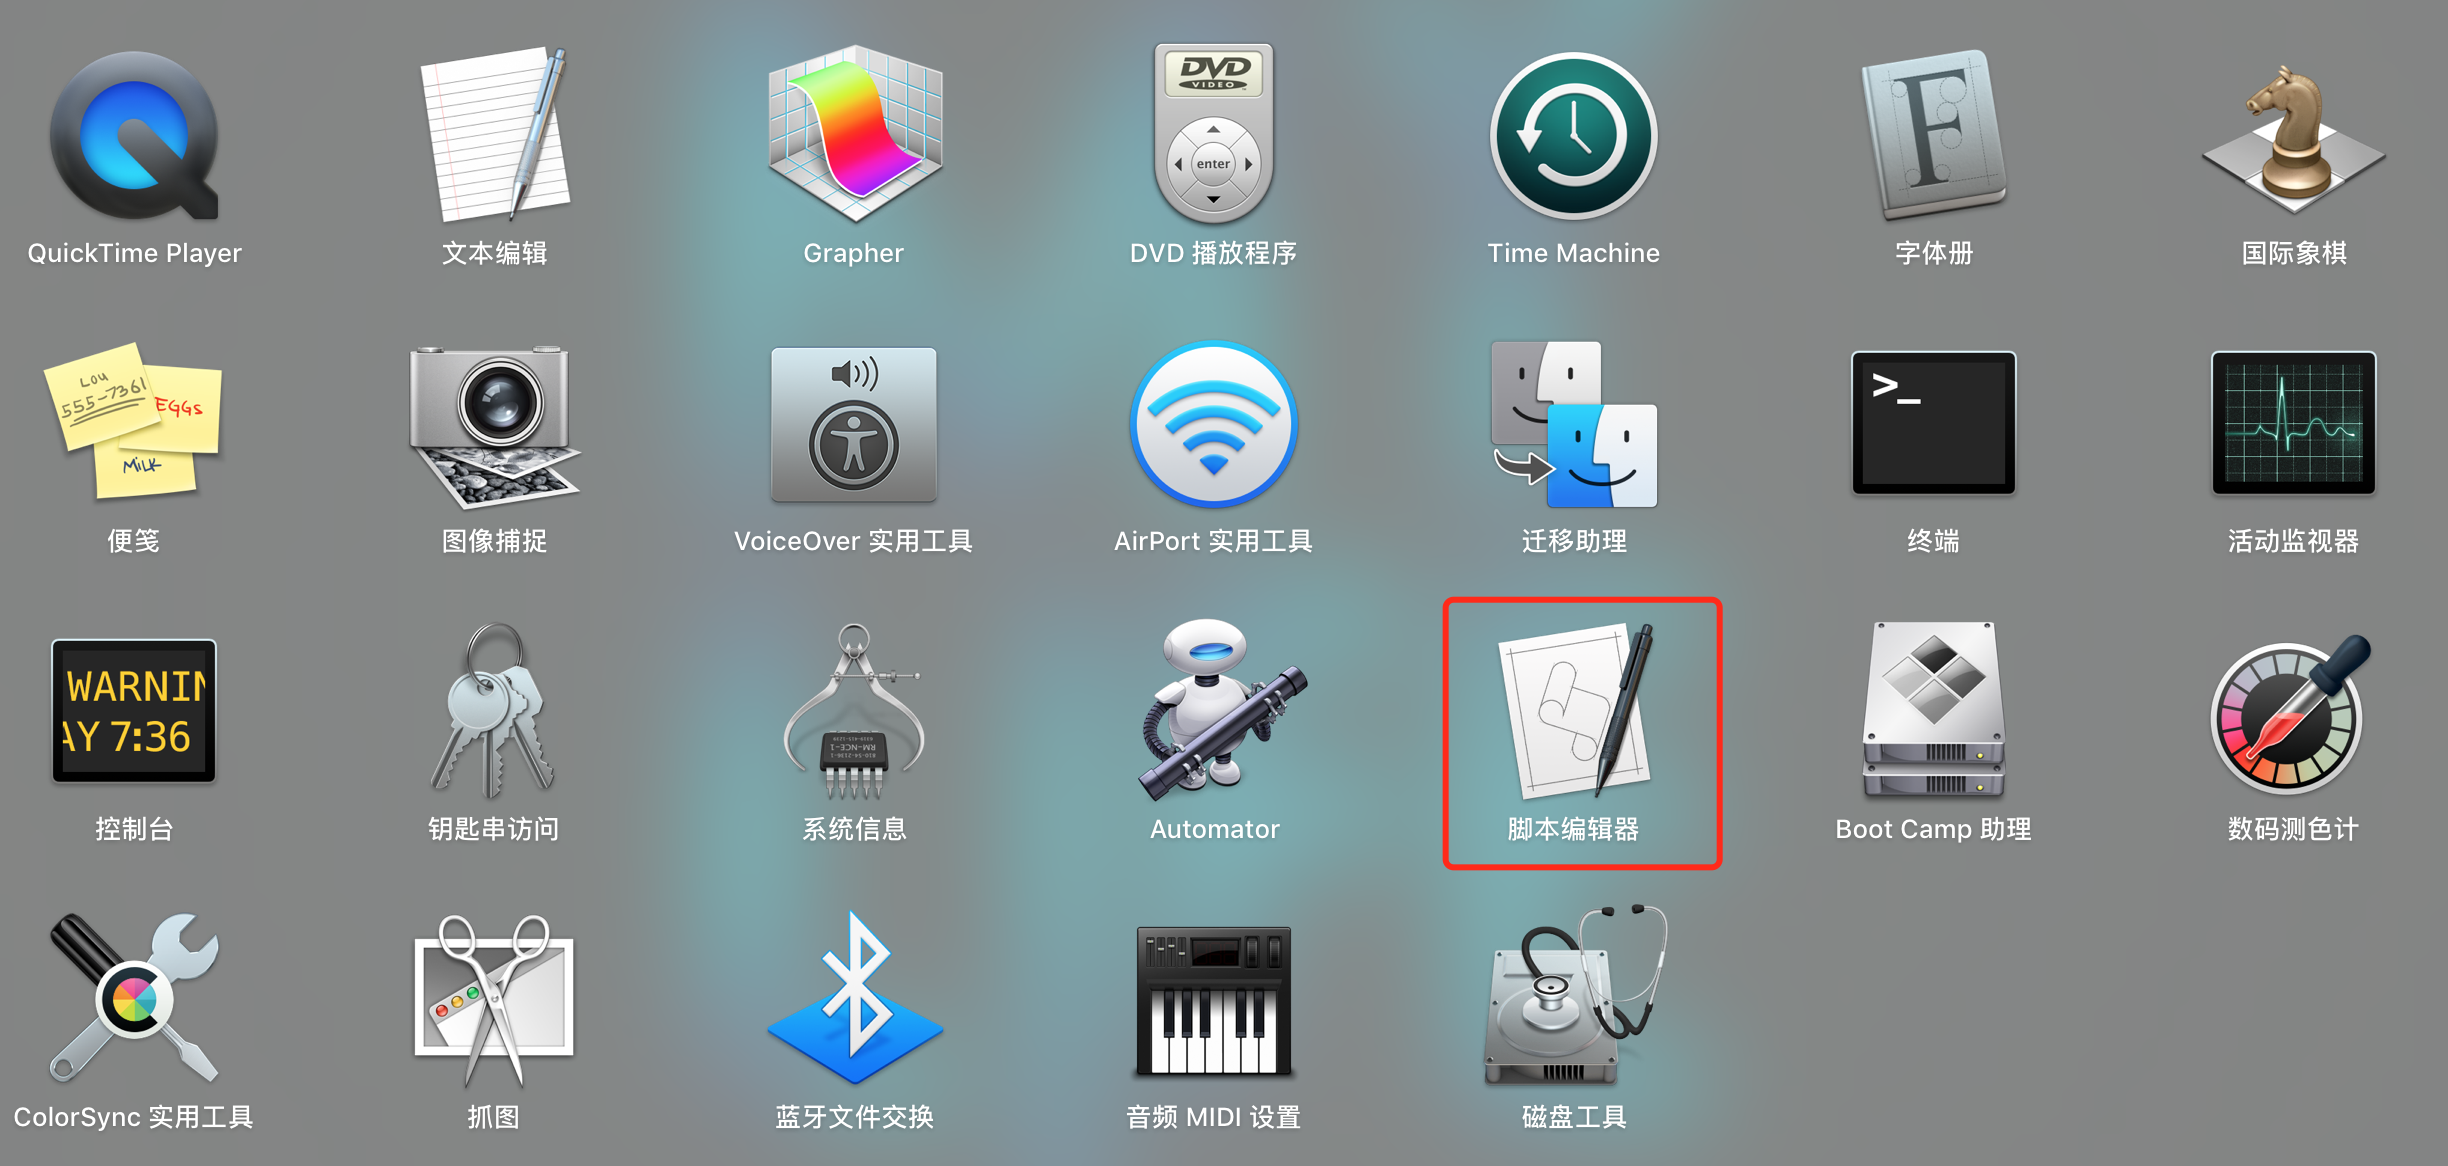 DVD
VIDEO
enter
F
QuickTime Player
文本编辑
Grapher
DVD 播放程序
Time Machine
字体册
国际象棋
LOU
555-7361
EGGs
MILK
>_
便笺
图像捕捉
VoiceOver 实用工具
AirPort 实用工具
迁移助理
终端
活动监视器
WARNIN
AY 7:36
RM-NCE-1
控制台
钥匙串访问
系统信息
Automator
脚本编辑器
Boot Camp 助理
数码测色计
ColorSync 实用工具
抓图
蓝牙文件交换
音频 MIDI 设置
磁盘工具